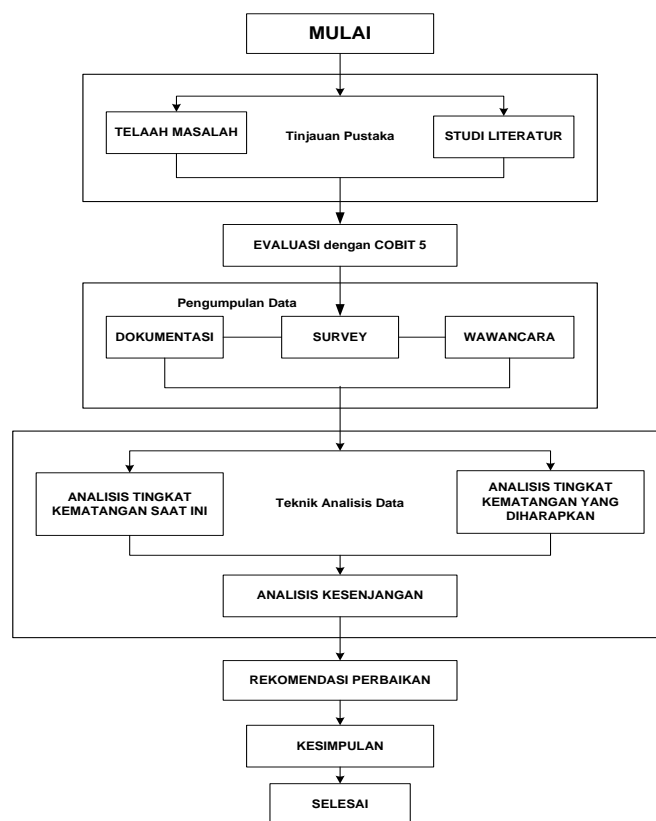 MULAI
TELAAH MASALAH
Tinjauan Pustaka
STUDI LITERATUR
EVALUASI dengan COBIT 5
Pengumpulan Data
DOKUMENTASI
SURVEY
WAWANCARA
ANALISIS TINGKAT
KEMATANGAN SAAT INI
Teknik Analisis Data
ANALISIS TINGKAT
KEMATANGAN YANG
DIHARAPKAN
ANALISIS KESENJANGAN
REKOMENDASI PERBAIKAN
KESIMPULAN
SELESAI